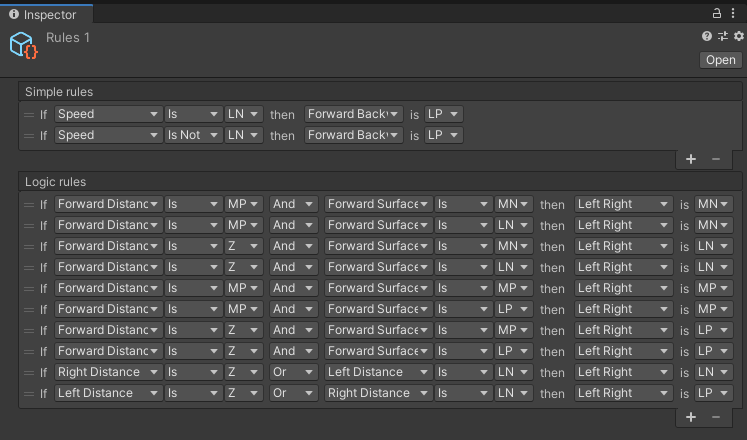 Inspector
Rules 1
Open
Simple rules
If Speed Is LN then Forward Back is LP
If Speed Is Not LN then Forward Back is LP
+ −
Logic rules
If Forward Distanc Is MP And Forward Surface Is MN then Left Right is MN
If Forward Distanc Is MP And Forward Surface Is LN then Left Right is MN
If Forward Distanc Is Z And Forward Surface Is MN then Left Right is LN
If Forward Distanc Is Z And Forward Surface Is LN then Left Right is LN
If Forward Distanc Is MP And Forward Surface Is MP then Left Right is MP
If Forward Distanc Is MP And Forward Surface Is LP then Left Right is MP
If Forward Distanc Is Z And Forward Surface Is MP then Left Right is LP
If Forward Distanc Is Z And Forward Surface Is LP then Left Right is LP
If Right Distance Is Z Or Left Distance Is LN then Left Right is LN
If Left Distance Is Z Or Right Distance Is LN then Left Right is LP
+ −